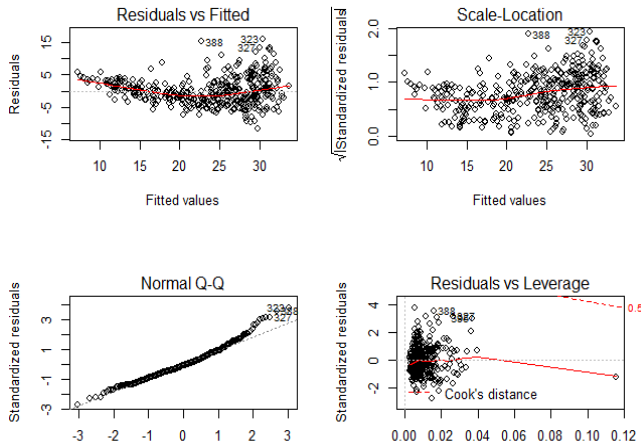 Residuals vs Fitted
Residuals
15
5
-5
-15
388
323
327
10 15 20 25 30
Fitted values
Scale-Location
√|Standardized residuals|
2.0
1.0
0.0
388
323
327
10 15 20 25 30
Fitted values
Normal Q-Q
Standardized residuals
3
1
-1
-3
323
327
-3 -2 -1 0 1 2 3
Residuals vs Leverage
Standardized residuals
4
2
0
-2
388
327
0.5
Cook's distance
0.00 0.02 0.04 0.06 0.08 0.10 0.12